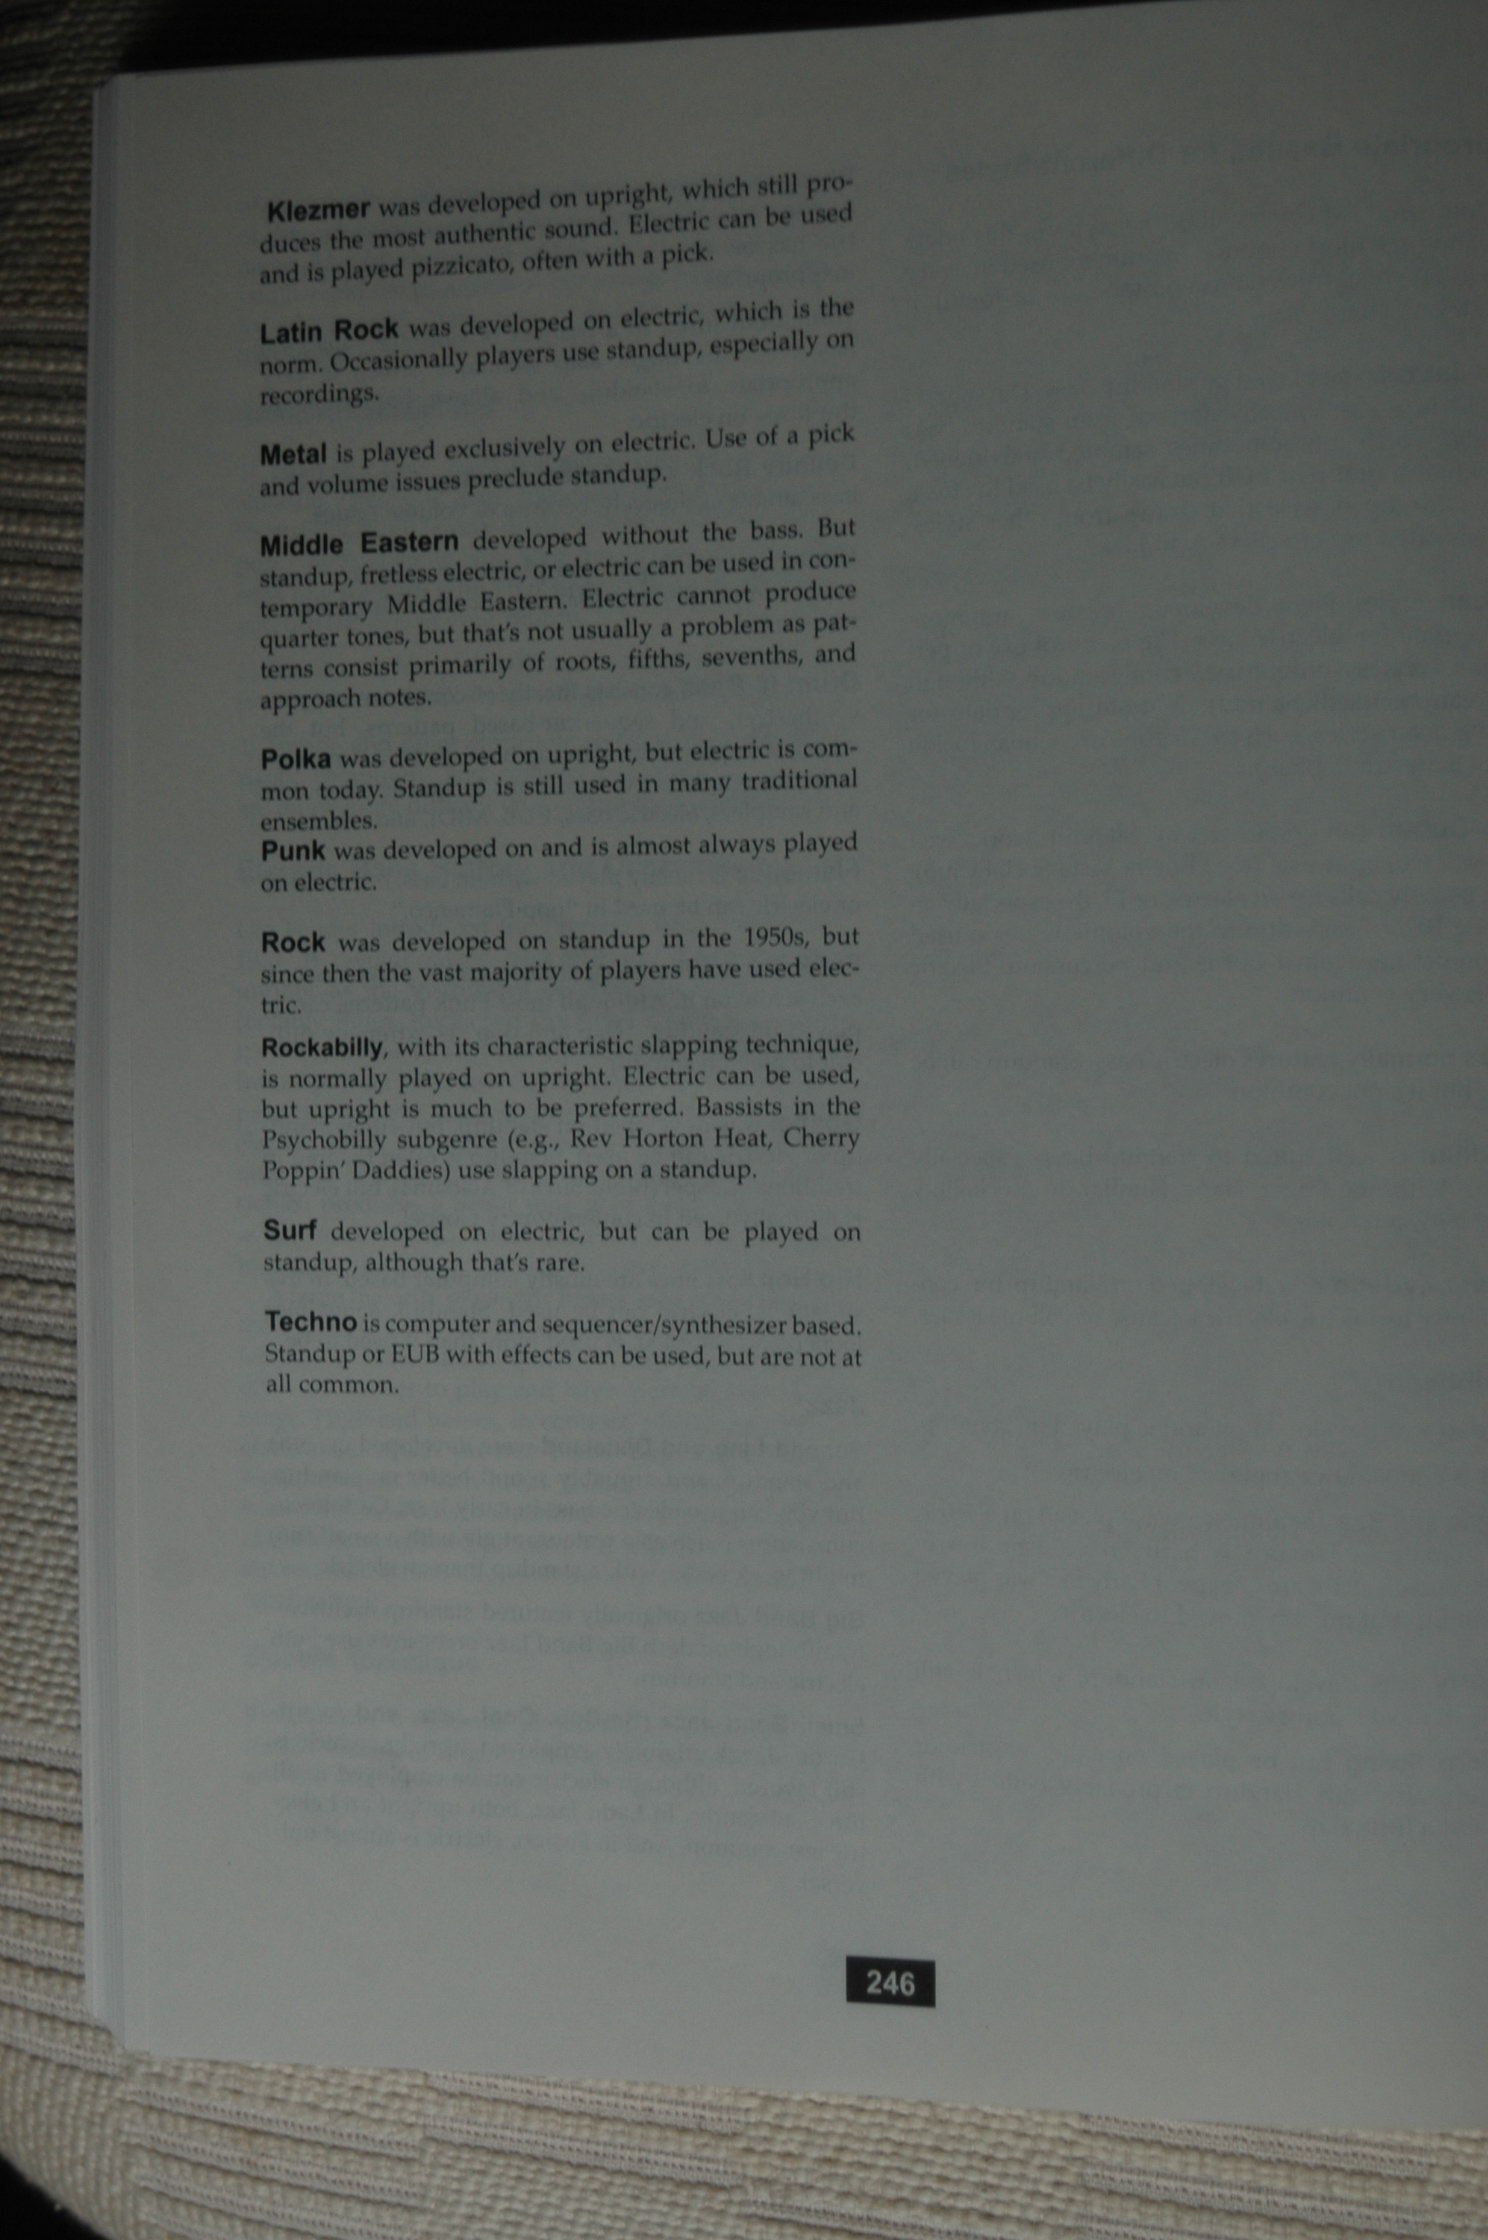 Klezmer was developed on upright, which still pro-
duces the most authentic sound. Electric can be used
and is played pizzicato, often with a pick.
Latin Rock was developed on electric, which is the
norm. Occasionally players use standup, especially on
recordings.
Metal is played exclusively on electric. Use of a pick
and volume issues preclude standup.
Middle Eastern developed without the bass. But
standup, fretless electric, or electric can be used in con-
temporary Middle Eastern. Electric cannot produce
quarter tones, but that's not usually a problem as pat-
terns consist primarily of roots, fifths, sevenths, and
approach notes.
Polka was developed on upright, but electric is com-
mon today. Standup is still used in many traditional
ensembles.
Punk was developed on and is almost always played
on electric.
Rock was developed on standup in the 1950s, but
since then the vast majority of players have used elec-
tric.
Rockabilly, with its characteristic slapping technique,
is normally played on upright. Electric can be used,
but upright is much to be preferred. Bassists in the
Psychobilly subgenre (e.g., Rev Horton Heat, Cherry
Poppin' Daddies) use slapping on a standup.
Surf developed on electric, but can be played on
standup, although that's rare.
Techno is computer and sequencer/synthesizer based.
Standup or EUB with effects can be used, but are not at
all common.
246